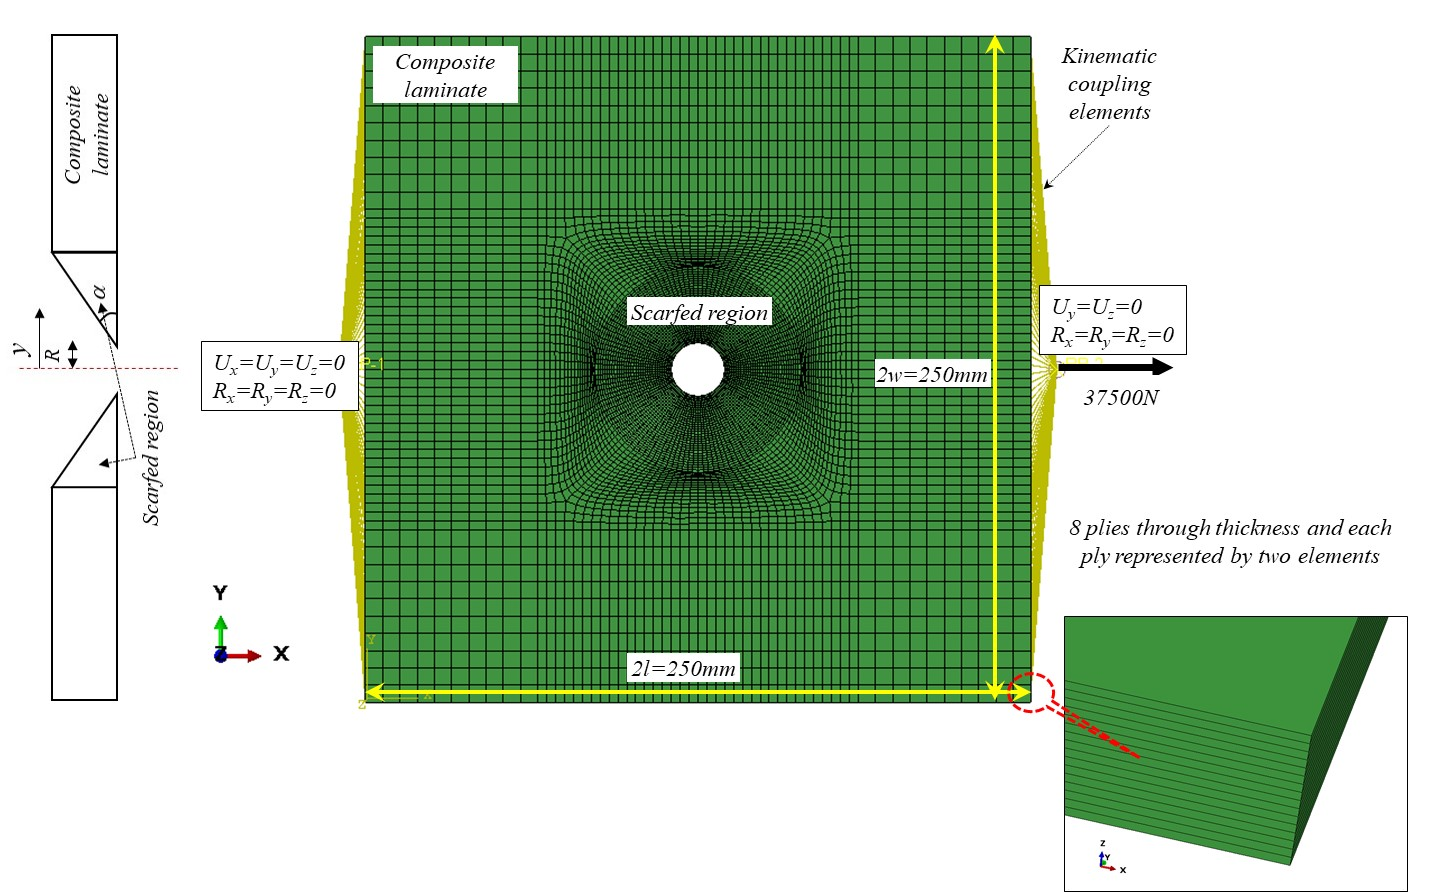 Composite
laminate
α
y
R
Scarfed region
Composite
laminate
Kinematic
coupling
elements
Scarfed region
Ux=Uy=Uz=0
Rx=Ry=Rz=0
P-1
2w=250mm
Uy=Uz=0
Rx=Ry=Rz=0
37500N
8 plies through thickness and each
ply represented by two elements
2l=250mm
Y
Z
X
Y
X
Z
Z
Y
X